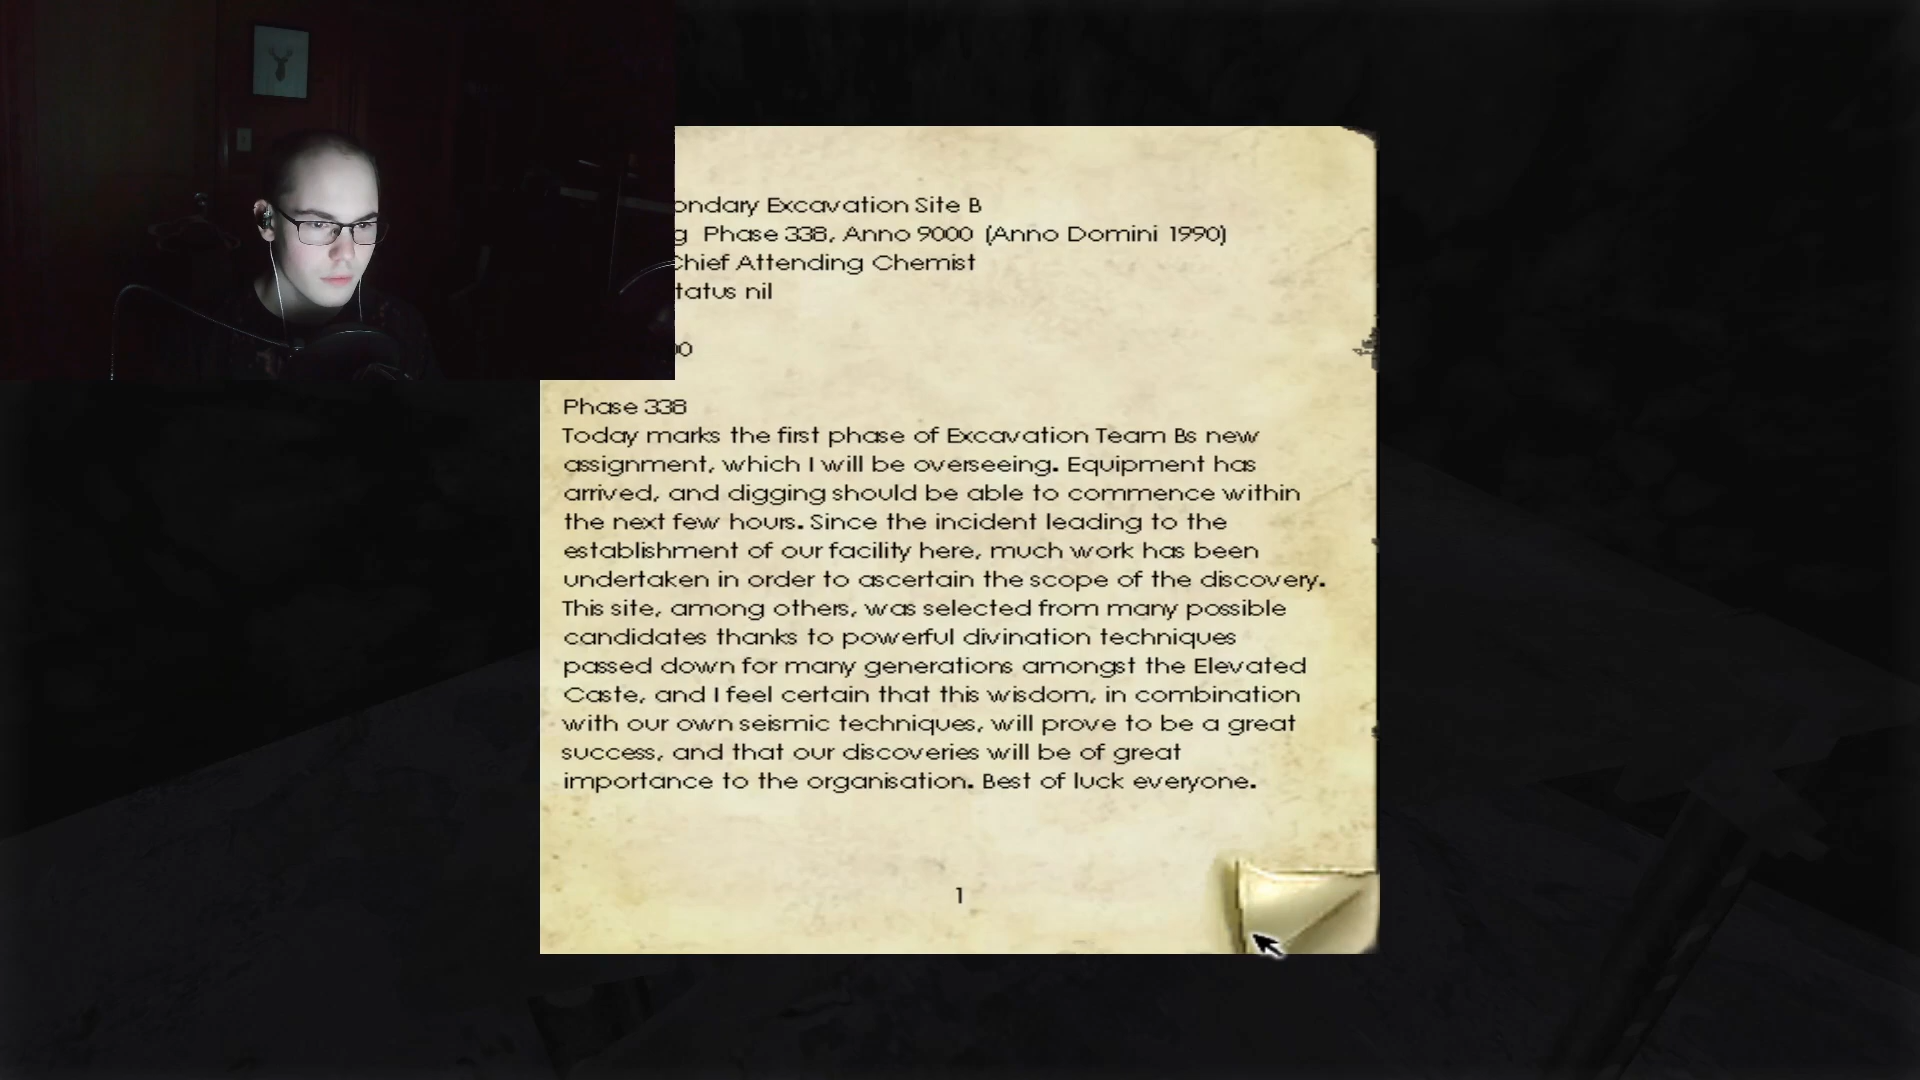 Excavation Site B
Phase 338, Anno 9000 (Anno Domini 1990)
Chief Attending Chemist
nil
Phase 338
Today marks the first phase of Excavation Team Bs new
assignment, which I will be overseeing. Equipment has
arrived, and digging should be able to commence within
the next few hours. Since the incident leading to the
establishment of our facility here, much work has been
undertaken in order to ascertain the scope of the discovery.
This site, among others, was selected from many possible
candidates thanks to powerful divination techniques
passed down for many generations amongst the Elevated
Caste, and I feel certain that this wisdom, in combination
with our own seismic techniques, will prove to be a great
success, and that our discoveries will be of great
importance to the organisation. Best of luck everyone.
1